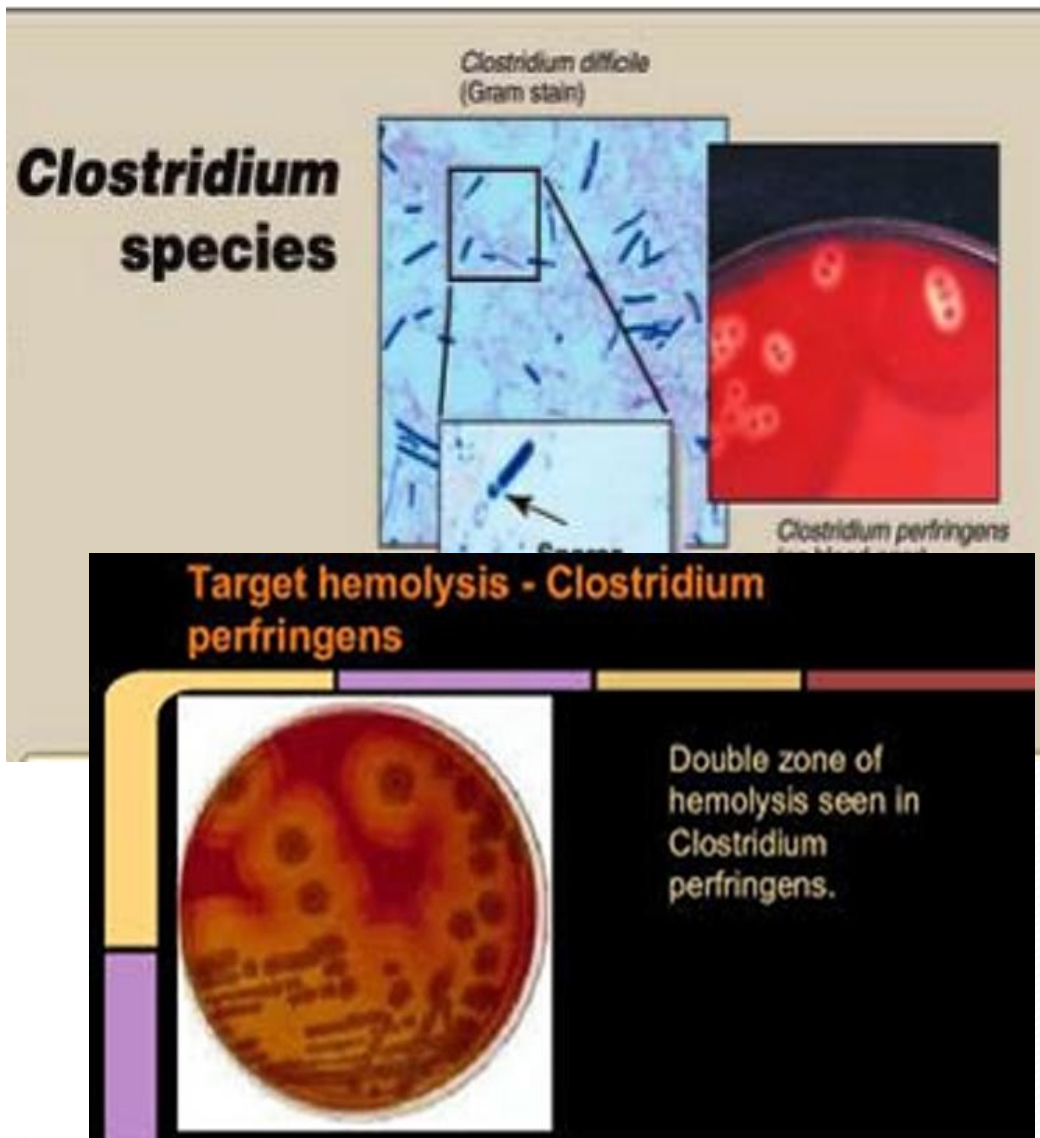 Clostridium difficile
(Gram stain)
Clostridium
species
Clostridium perfringens
Target hemolysis - Clostridium
perfringens
Double zone of
hemolysis seen in
Clostridium
perfringens.